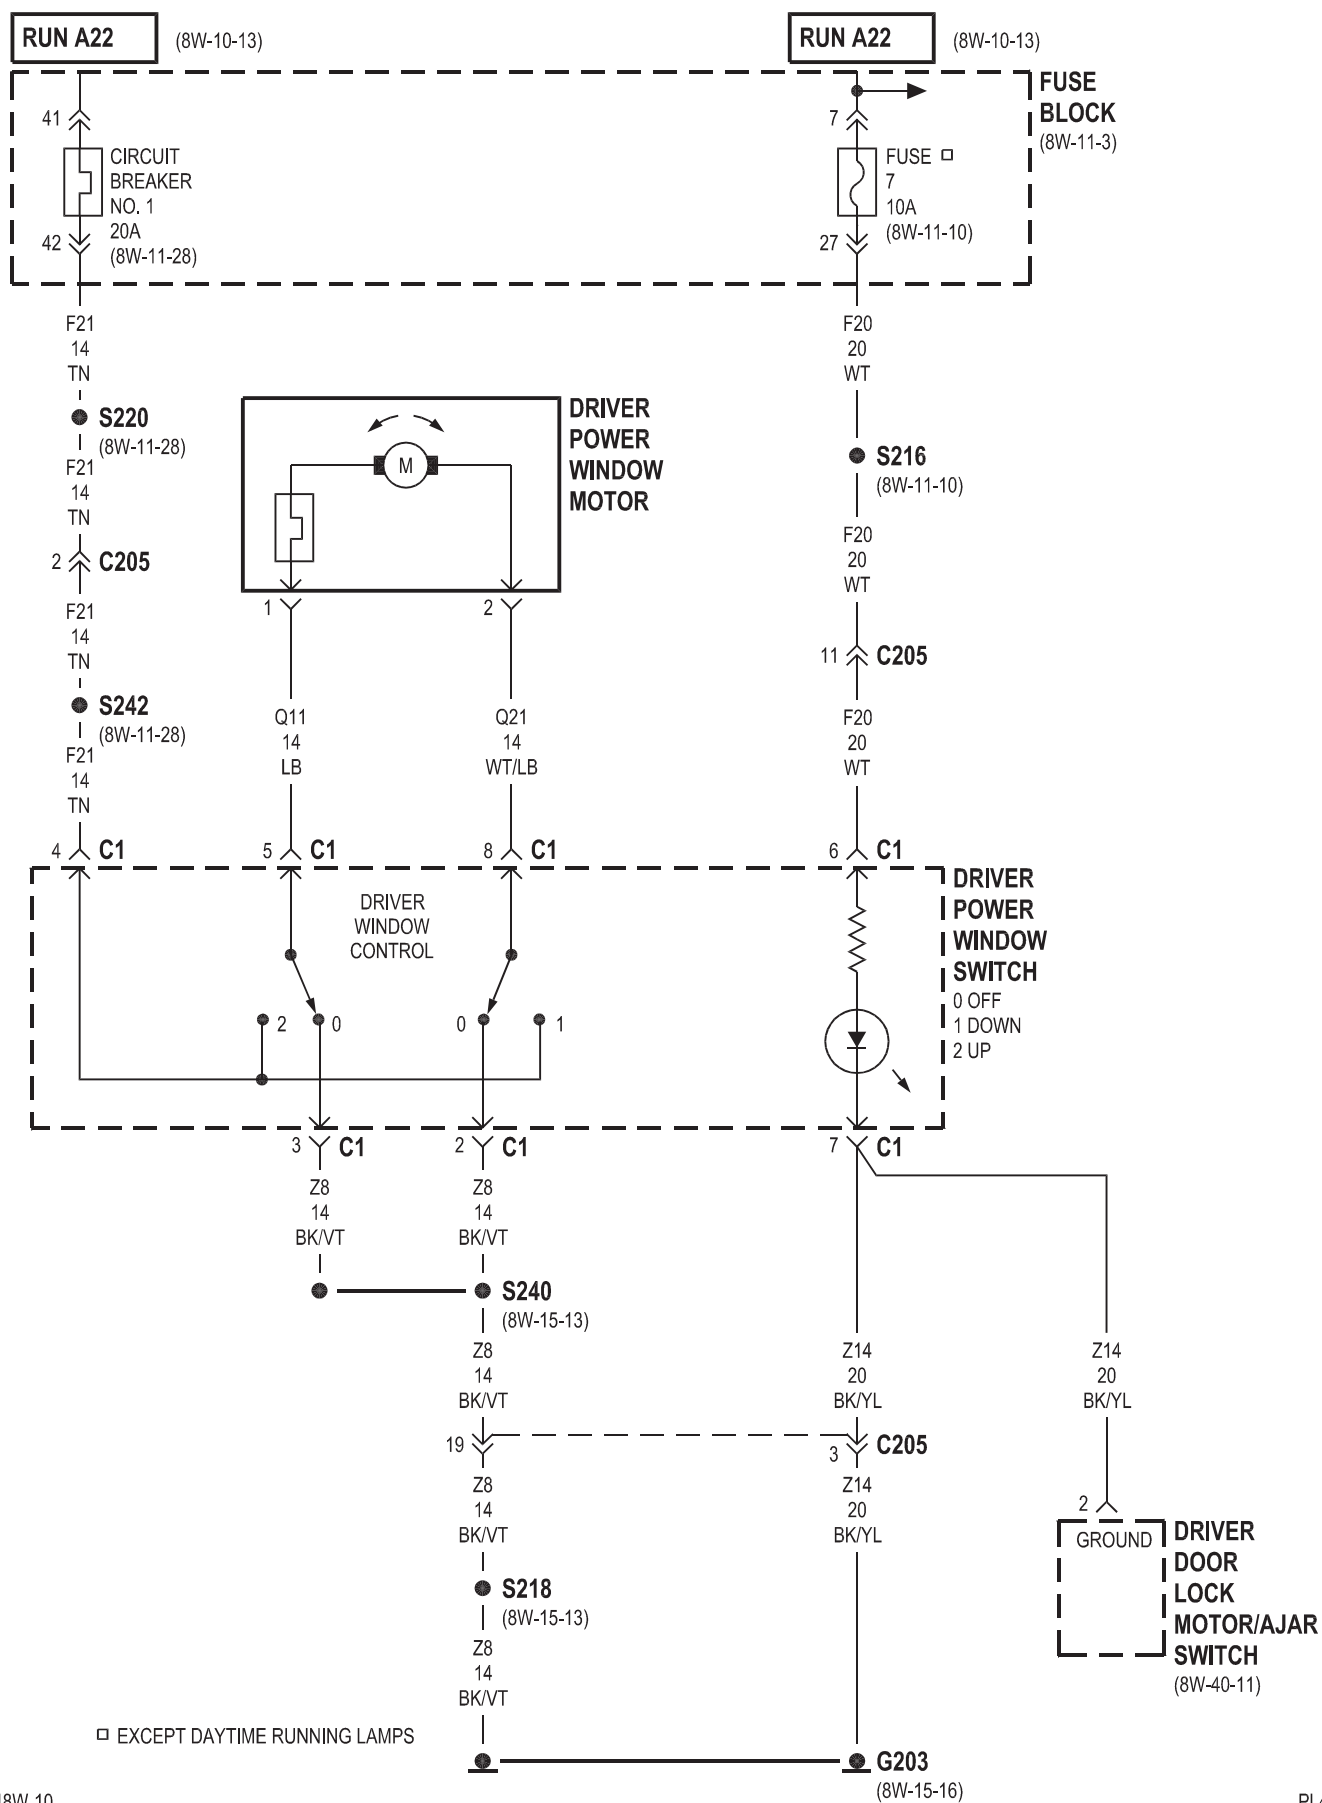 RUN A22 (8W-10-13)
RUN A22 (8W-10-13)
FUSE
BLOCK
(8W-11-3)
41
CIRCUIT
BREAKER
NO. 1
20A
(8W-11-28)
42
7
FUSE
7
10A
(8W-11-10)
27
F21
14
TN
S220
(8W-11-28)
F21
14
TN
2 C205
F21
14
TN
S242
(8W-11-28)
F21
14
TN
4 C1
DRIVER
POWER
WINDOW
MOTOR
M
1
2
Q11
14
LB
5 C1
Q21
14
WT/LB
8 C1
F20
20
WT
S216
(8W-11-10)
F20
20
WT
11 C205
F20
20
WT
6 C1
DRIVER
WINDOW
CONTROL
2 0
0 1
DRIVER
POWER
WINDOW
SWITCH
0 OFF
1 DOWN
2 UP
3 C1
2 C1
7 C1
Z8
14
BK/VT
Z8
14
BK/VT
S240
(8W-15-13)
Z8
14
BK/VT
19
Z8
14
BK/VT
S218
(8W-15-13)
Z8
14
BK/VT
Z14
20
BK/YL
3 C205
Z14
20
BK/YL
Z14
20
BK/YL
2
GROUND
DRIVER
DOOR
LOCK
MOTOR/AJAR
SWITCH
(8W-40-11)
EXCEPT DAYTIME RUNNING LAMPS
G203
(8W-15-16)